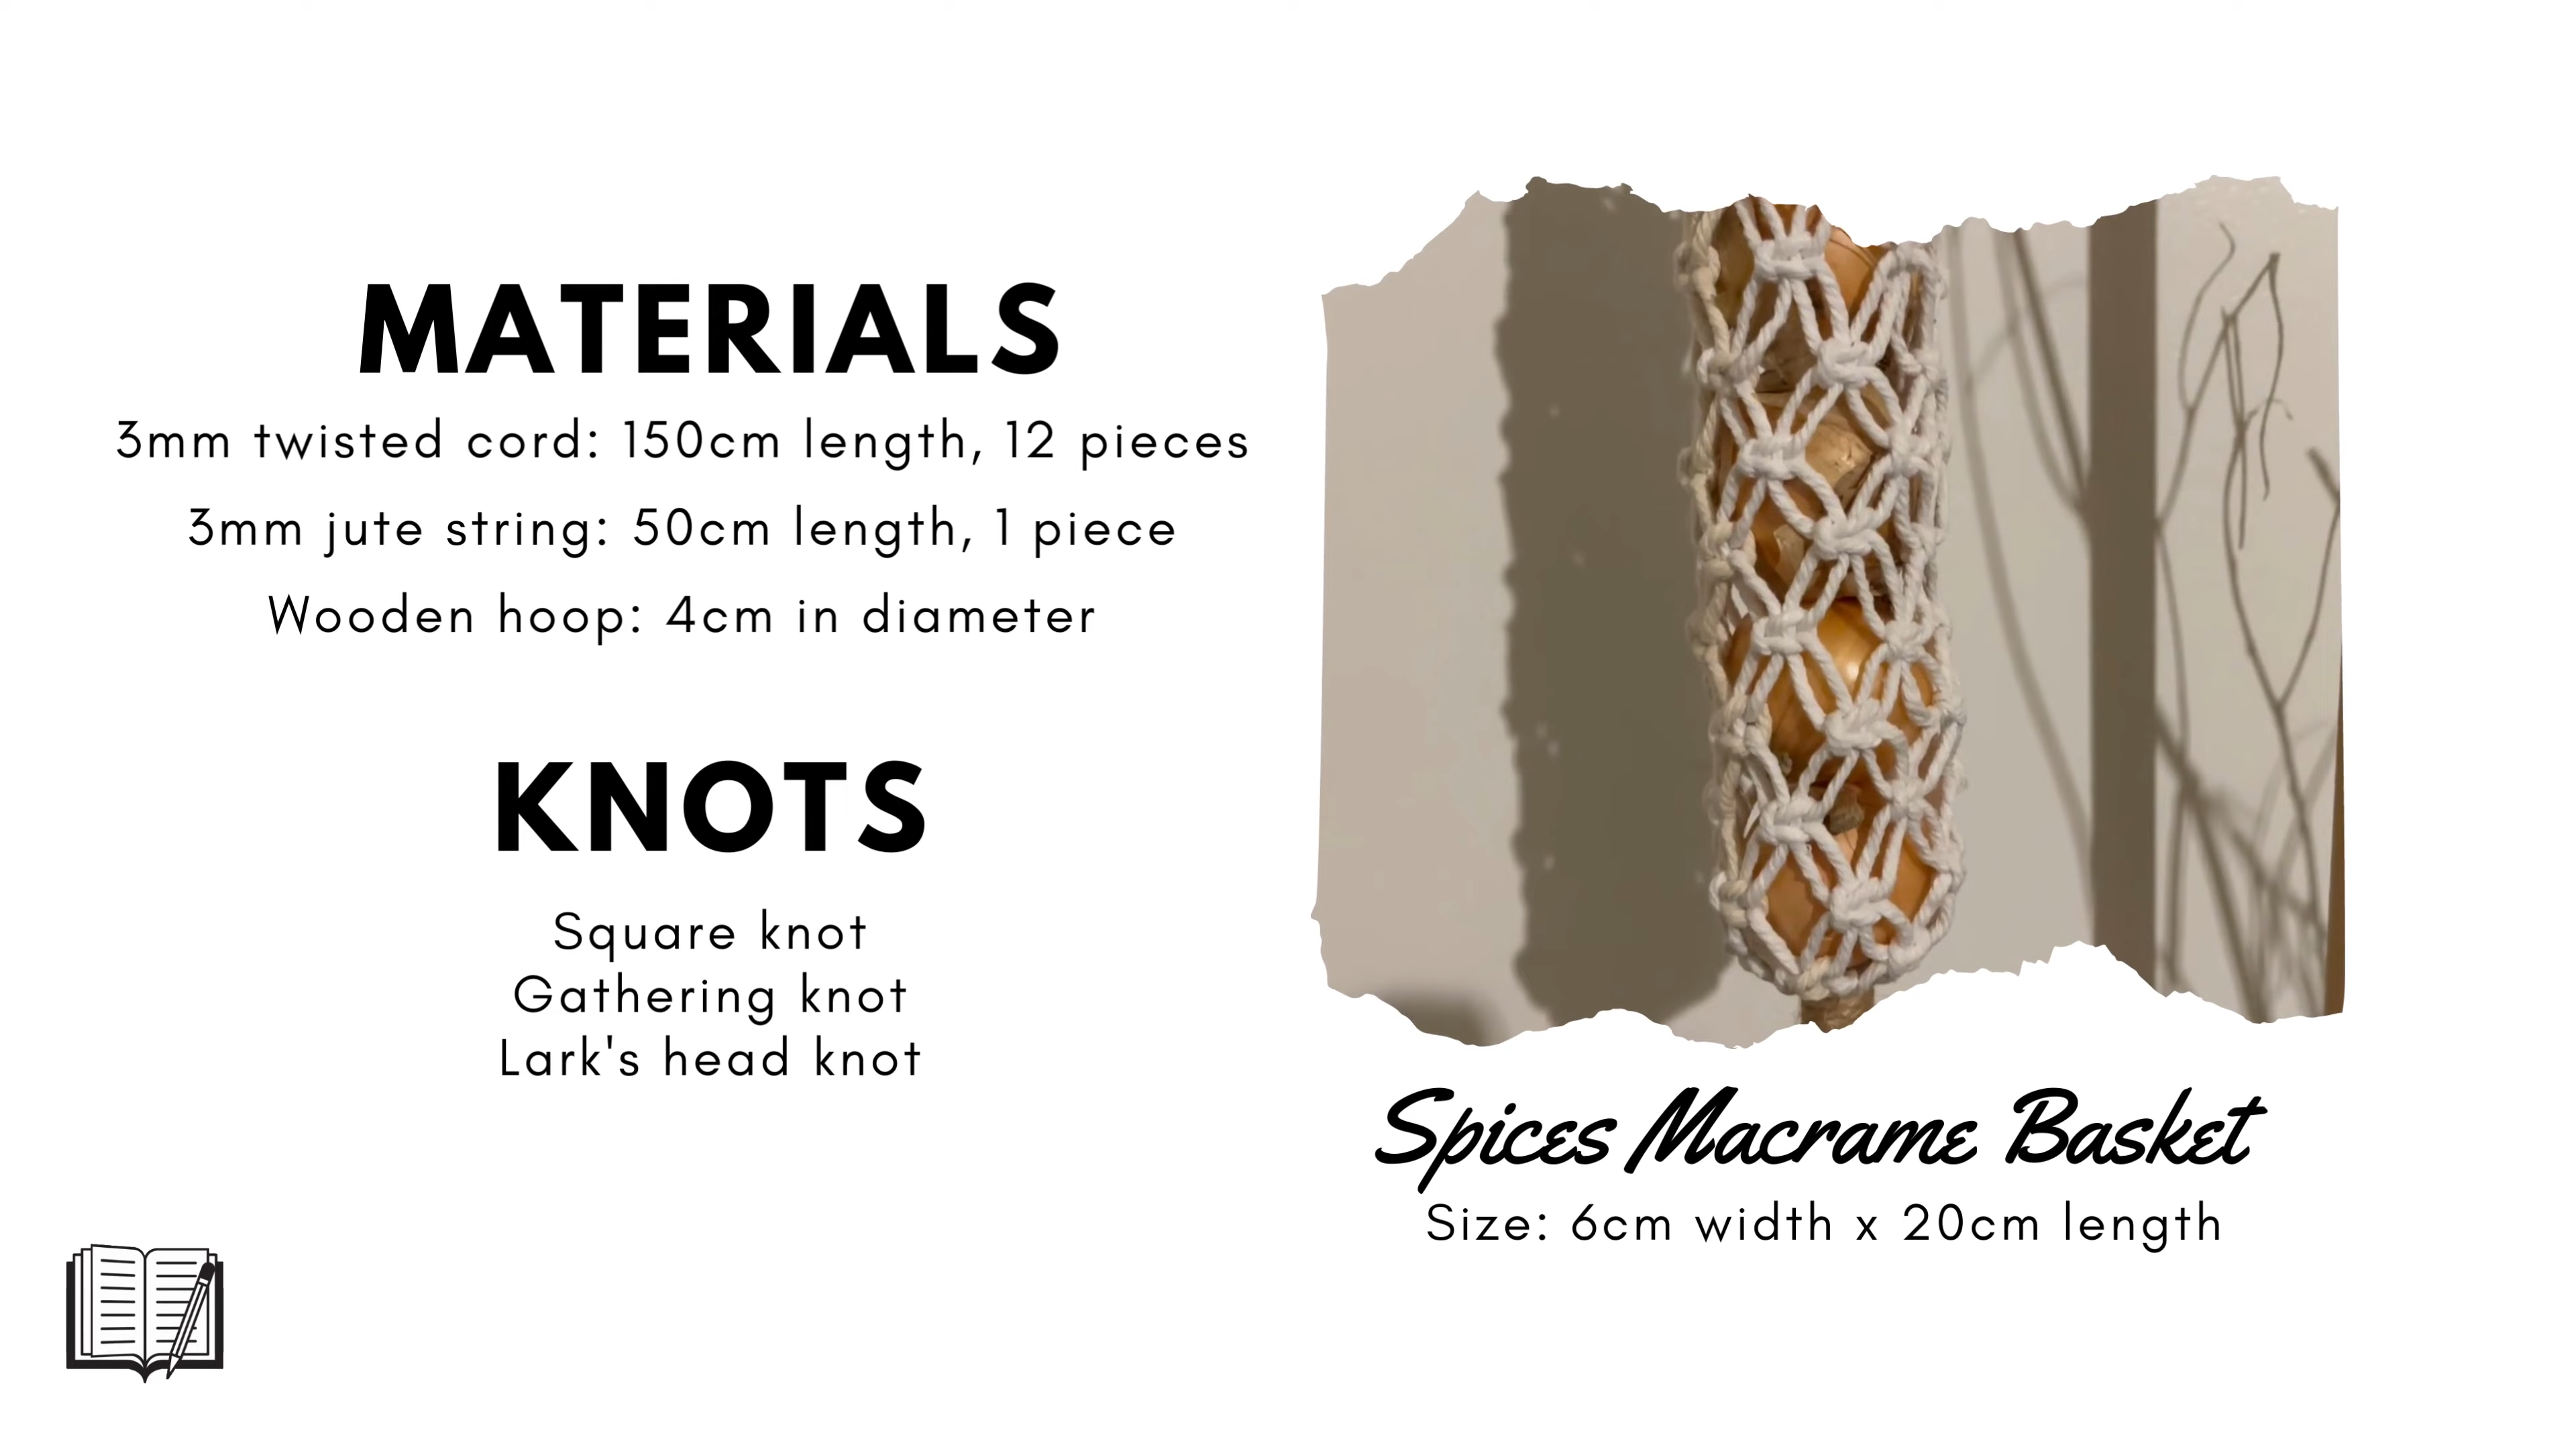 MATERIALS
3mm twisted cord: 150cm length, 12 pieces
3mm jute string: 50cm length, 1 piece
Wooden hoop: 4cm in diameter
KNOTS
Square knot
Gathering knot
Lark's head knot
Spices Macrame Basket
Size: 6cm width x 20cm length